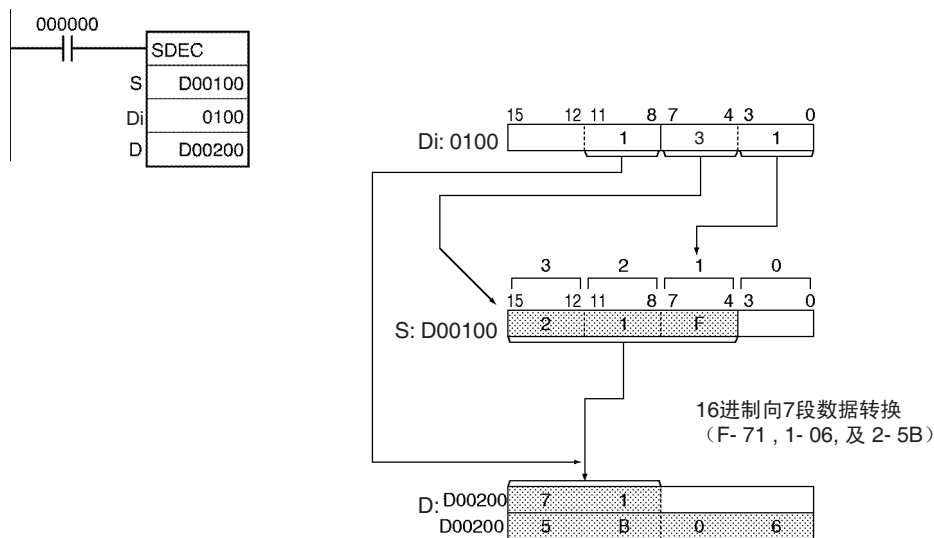 000000
SDEC
S D00100
Di 0100
D D00200
15 12 11 8 7 4 3 0
Di: 0100 1 3 1
3 2 1 0
15 12 11 8 7 4 3 0
S: D00100 2 1 F
16进制向7段数据转换
（F- 71 , 1- 06, 及 2- 5B）
D: D00200 7 1
D00200 5 B 0 6